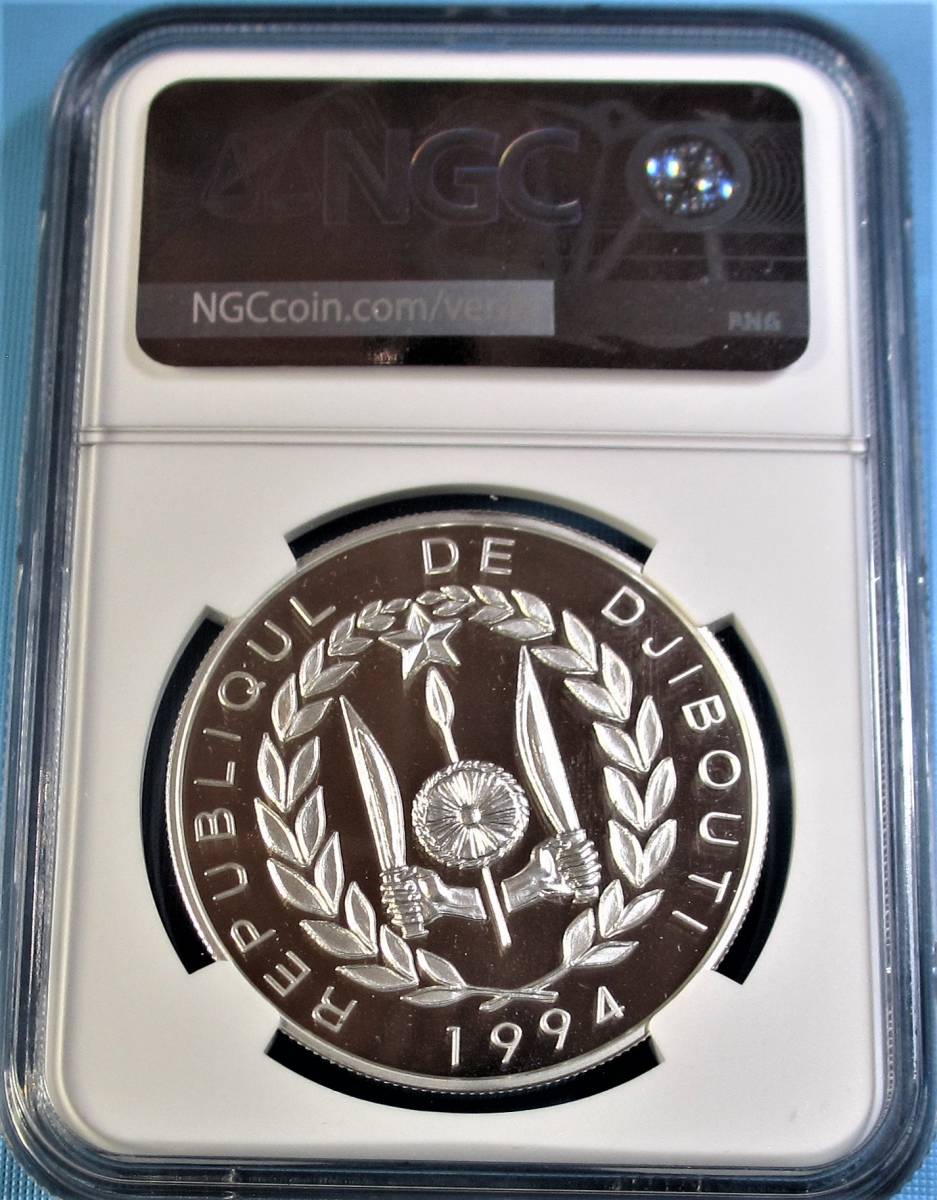 NGC
NGCcoin.com/veri
PNG
REPUBLIQUL DE DJIBOUTI
1994